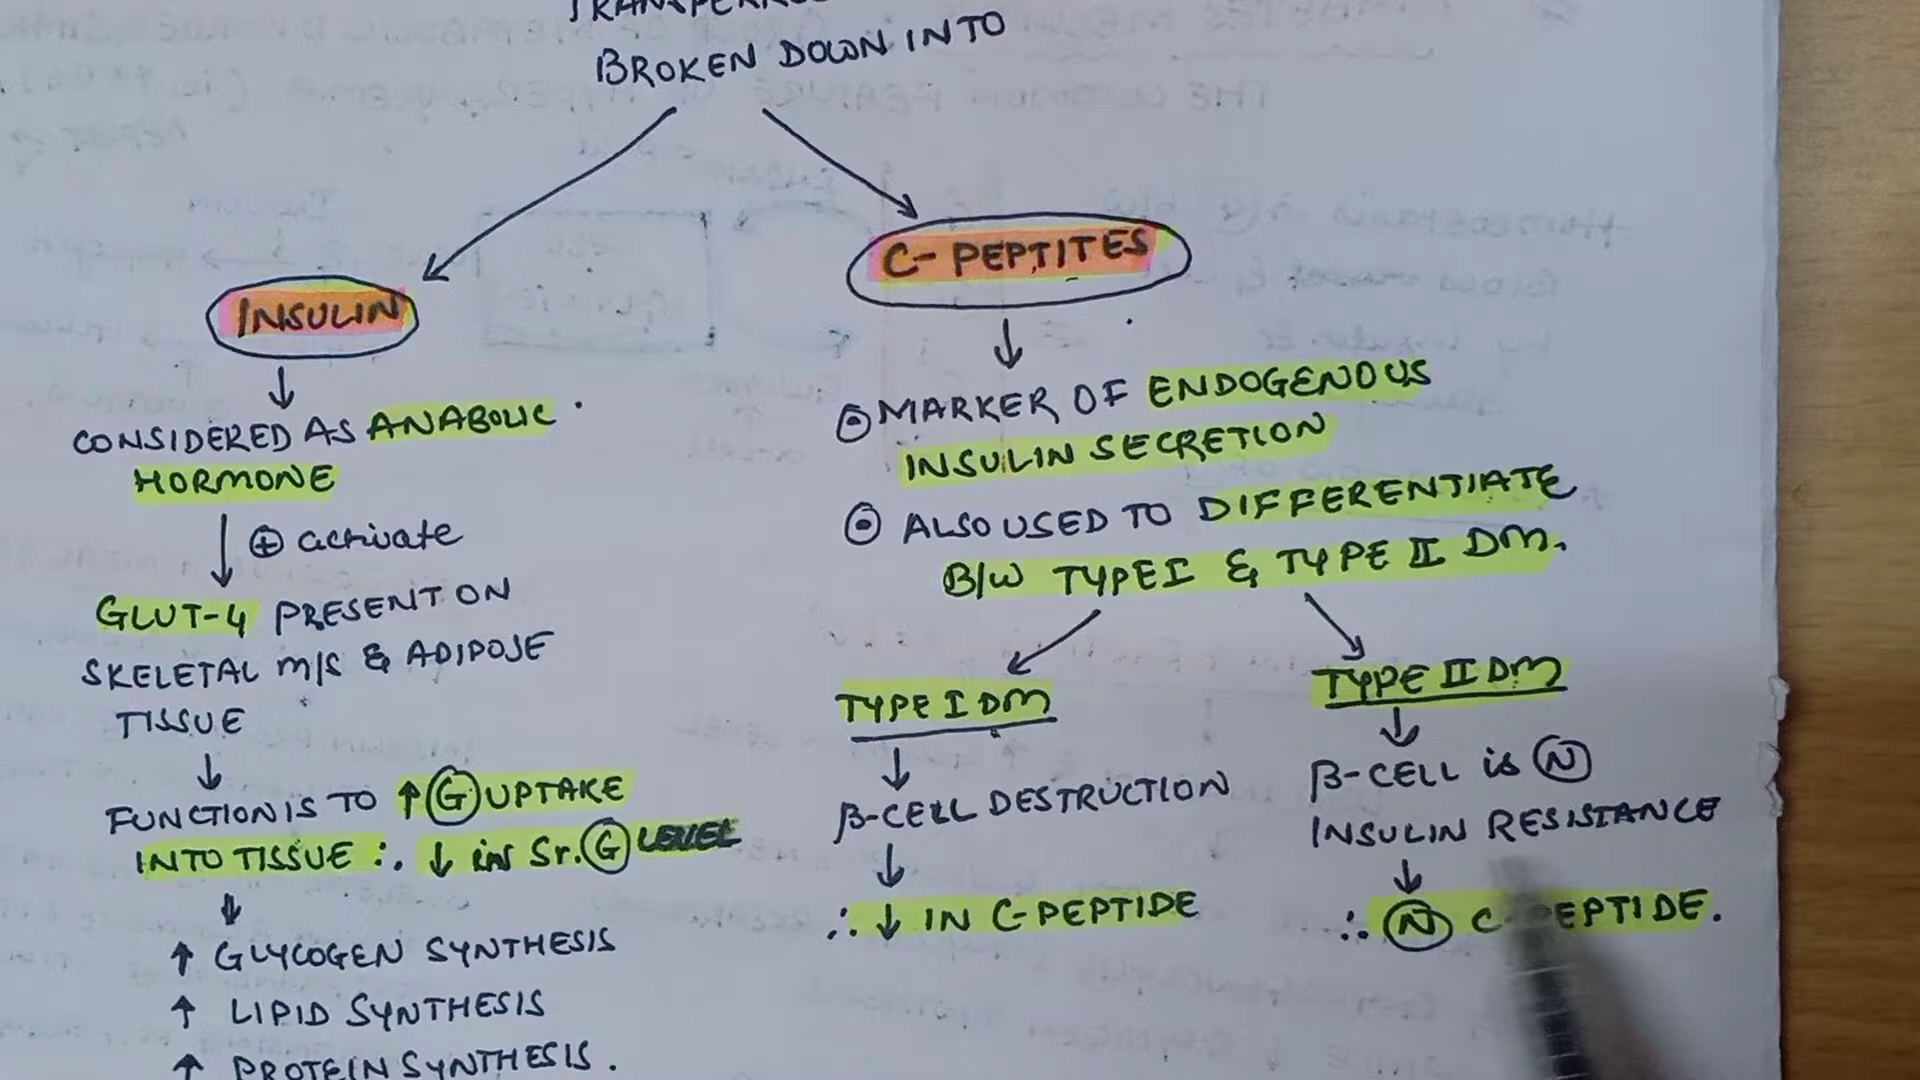 BROKEN DOWN INTO
INSULIN
CONSIDERED AS ANABOLIC
HORMONE
⊕ activate
GLUT-4 PRESENT ON
SKELETAL m/s & ADIPOSE
TISSUE
FUNCTION IS TO ↑ Ⓖ UPTAKE
INTO TISSUE ∴ ↓ in Sr. Ⓖ LEVEL
↑ GLYCOGEN SYNTHESIS
↑ LIPID SYNTHESIS
↑ PROTEIN SYNTHESIS.
C-PEPTITES
⊙ MARKER OF ENDOGENOUS
INSULIN SECRETION
⊙ ALSO USED TO DIFFERENTIATE
B/W TYPE I & TYPE II DM.
TYPE I DM
β-CELL DESTRUCTION
∴ ↓ IN C-PEPTIDE
TYPE II DM
β-CELL is Ⓝ
INSULIN RESISTANCE
∴ Ⓝ C-PEPTIDE.